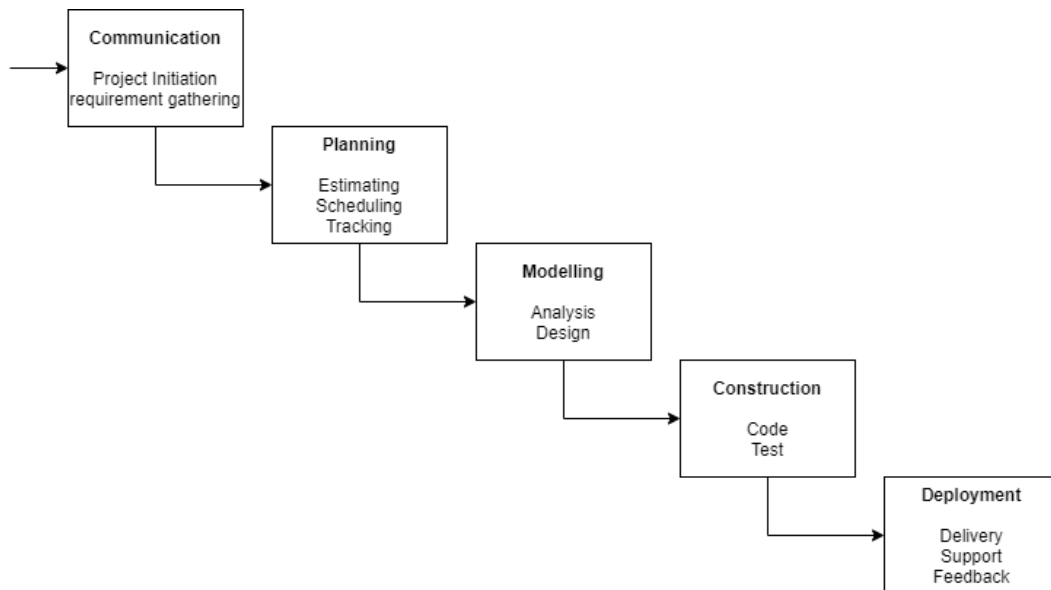 Communication
Project Initiation
requirement gathering
Planning
Estimating
Scheduling
Tracking
Modelling
Analysis
Design
Construction
Code
Test
Deployment
Delivery
Support
Feedback